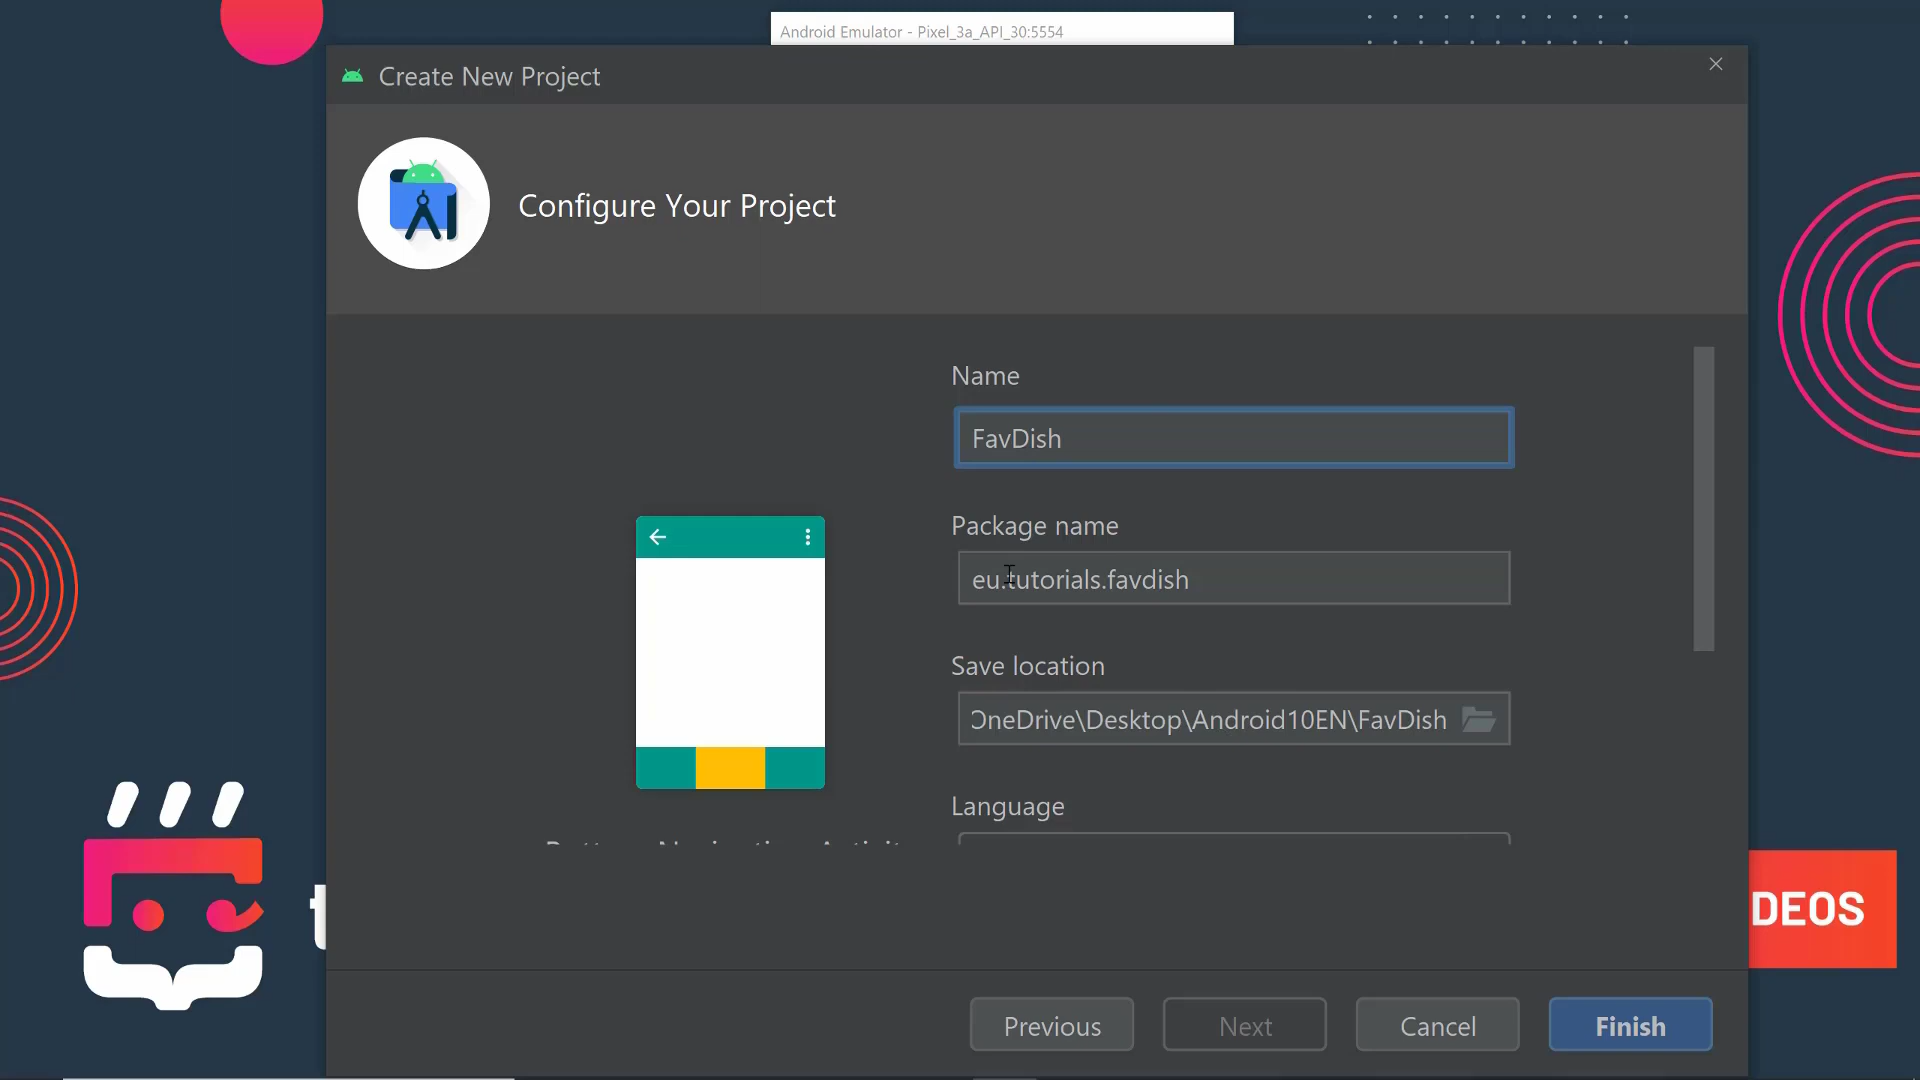 Android Emulator - Pixel_3a_API_30:5554
Create New Project
Configure Your Project
Name
FavDish
Package name
eu.tutorials.favdish
Save location
OneDrive\Desktop\Android10EN\FavDish
Language
DEOS
Previous
Next
Cancel
Finish